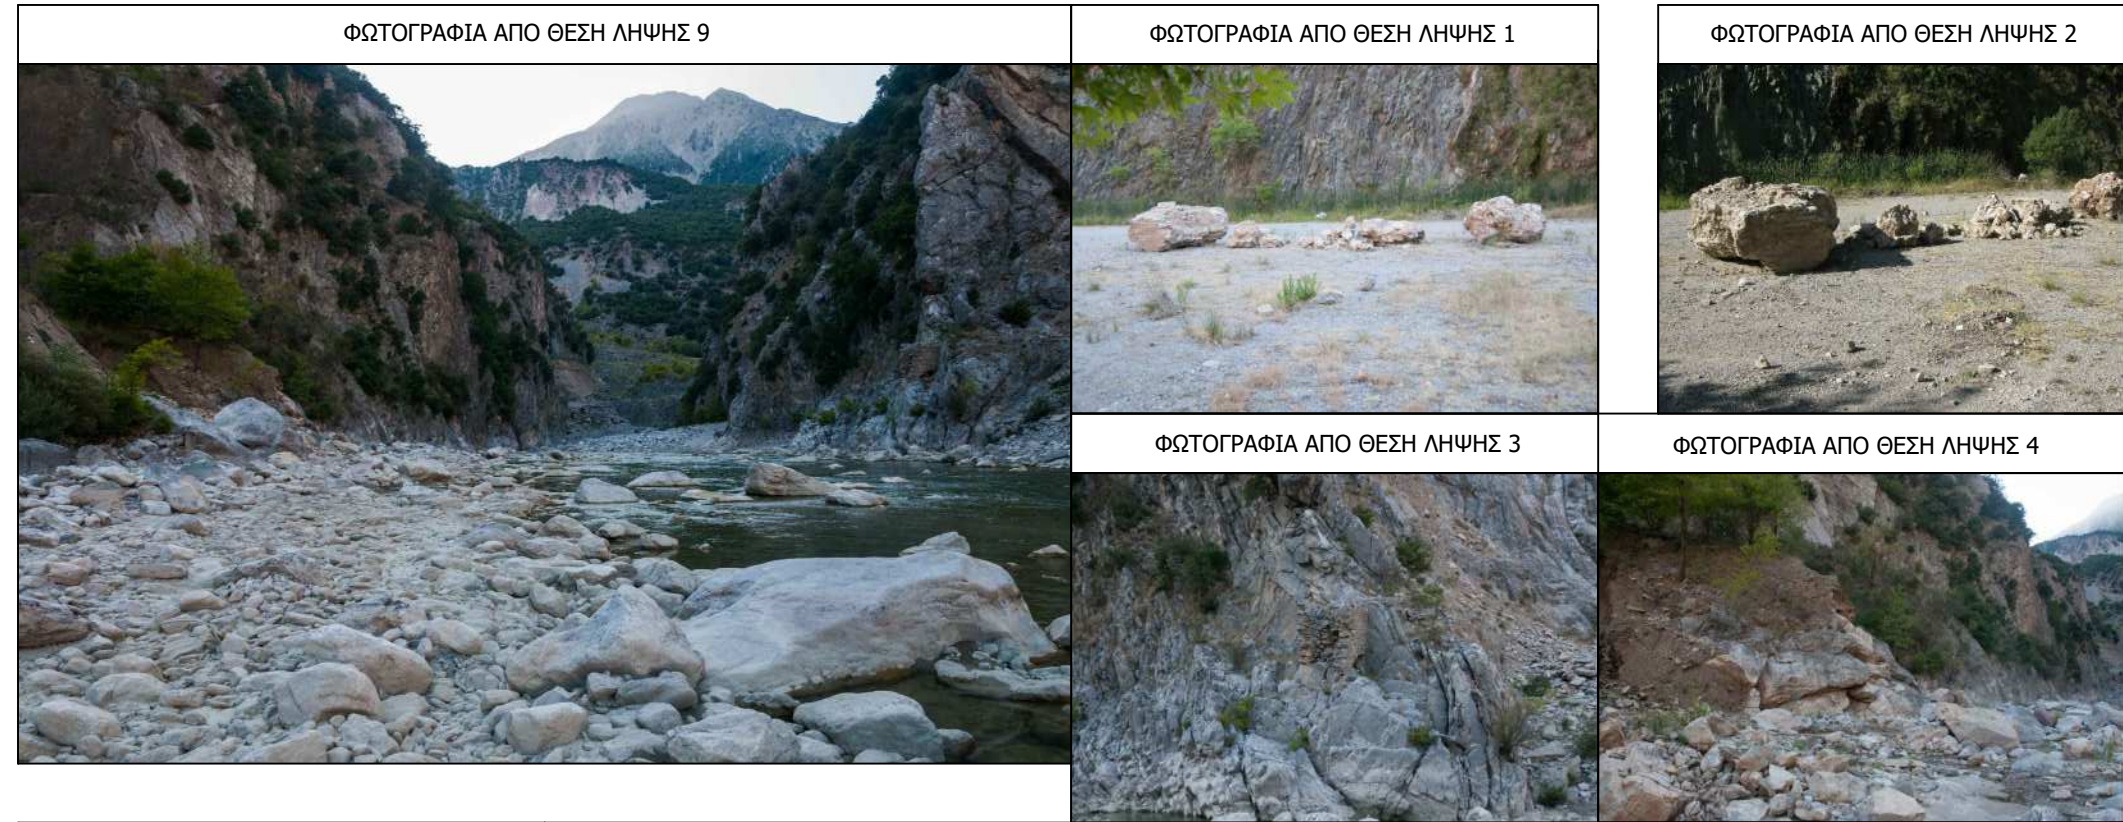 ΦΩΤΟΓΡΑΦΙΑ ΑΠΟ ΘΕΣΗ ΛΗΨΗΣ 9
ΦΩΤΟΓΡΑΦΙΑ ΑΠΟ ΘΕΣΗ ΛΗΨΗΣ 1
ΦΩΤΟΓΡΑΦΙΑ ΑΠΟ ΘΕΣΗ ΛΗΨΗΣ 2
ΦΩΤΟΓΡΑΦΙΑ ΑΠΟ ΘΕΣΗ ΛΗΨΗΣ 3
ΦΩΤΟΓΡΑΦΙΑ ΑΠΟ ΘΕΣΗ ΛΗΨΗΣ 4